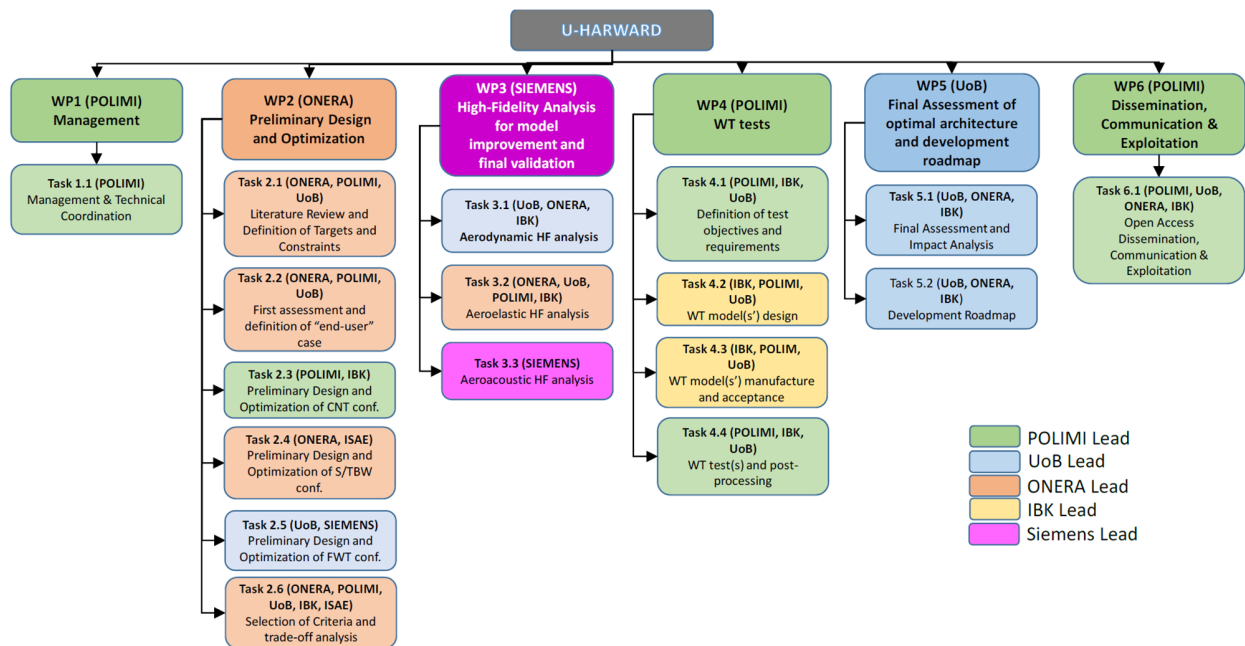 U-HARWARD
WP1 (POLIMI)
Management
Task 1.1 (POLIMI)
Management & Technical
Coordination
WP2 (ONERA)
Preliminary Design
and Optimization
Task 2.1 (ONERA, POLIMI,
UoB)
Literature Review and
Definition of Targets and
Constraints
Task 2.2 (ONERA, POLIMI,
UoB)
First assessment and
definition of “end-user”
case
Task 2.3 (POLIMI, IBK)
Preliminary Design and
Optimization of CNT conf.
Task 2.4 (ONERA, ISAE)
Preliminary Design and
Optimization of S/TBW
conf.
Task 2.5 (UoB, SIEMENS)
Preliminary Design and
Optimization of FWT conf.
Task 2.6 (ONERA, POLIMI,
UoB, IBK, ISAE)
Selection of Criteria and
trade-off analysis
WP3 (SIEMENS)
High-Fidelity Analysis
for model
improvement and
final validation
Task 3.1 (UoB, ONERA,
IBK)
Aerodynamic HF analysis
Task 3.2 (ONERA, UoB,
POLIMI, IBK)
Aeroelastic HF analysis
Task 3.3 (SIEMENS)
Aeroacoustic HF analysis
WP4 (POLIMI)
WT tests
Task 4.1 (POLIMI, IBK,
UoB)
Definition of test
objectives and
requirements
Task 4.2 (IBK, POLIMI,
UoB)
WT model(s’) design
Task 4.3 (IBK, POLIM,
UoB)
WT model(s’) manufacture
and acceptance
Task 4.4 (POLIMI, IBK,
UoB)
WT test(s) and post-
processing
WP5 (UoB)
Final Assessment of
optimal architecture
and development
roadmap
Task 5.1 (UoB, ONERA,
IBK)
Final Assessment and
Impact Analysis
Task 5.2 (UoB, ONERA,
IBK)
Development Roadmap
WP6 (POLIMI)
Dissemination,
Communication &
Exploitation
Task 6.1 (POLIMI, UoB,
ONERA, IBK)
Open Access
Dissemination,
Communication &
Exploitation
POLIMI Lead
UoB Lead
ONERA Lead
IBK Lead
Siemens Lead